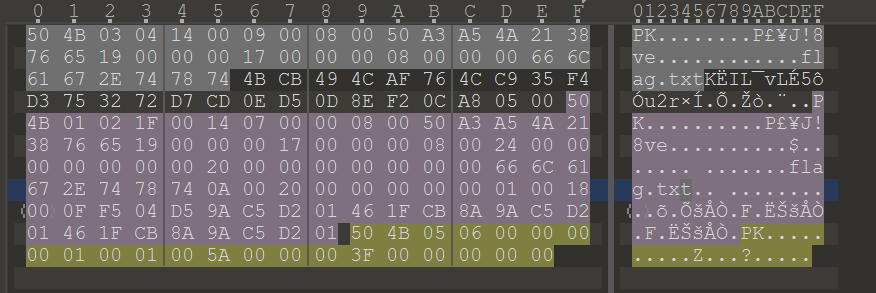 0 1 2 3 4 5 6 7 8 9 A B C D E F 0123456789ABCDEF
50 4B 03 04 14 00 09 00 08 00 50 A3 A5 4A 21 38 PK........P£¥J!8
76 65 19 00 00 00 17 00 00 00 08 00 00 00 66 6C ve............fl
61 67 2E 74 78 74 4B CB 49 4C AF 76 4C C9 35 F4 ag.txtKËIL¯vLÉ5ô
D3 75 32 72 D7 CD 0E D5 0D 8E F2 0C A8 05 00 50 Óu2r×Í.Õ.Žò.¨..P
4B 01 02 1F 00 14 07 00 00 08 00 50 A3 A5 4A 21 K..........P£¥J!
38 76 65 19 00 00 00 17 00 00 00 08 00 24 00 00 8ve..........$..
00 00 00 00 00 20 00 00 00 00 00 00 00 66 6C 61 ..... .......fla
67 2E 74 78 74 0A 00 20 00 00 00 00 00 01 00 18 g.txt.. ........
00 0F F5 04 D5 9A C5 D2 01 46 1F CB 8A 9A C5 D2 ..õ.ÕšÅÒ.F.ËŠšÅÒ
01 46 1F CB 8A 9A C5 D2 01 50 4B 05 06 00 00 00 .F.ËŠšÅÒ.PK.....
00 01 00 01 00 5A 00 00 00 3F 00 00 00 00 00 .....Z...?.....